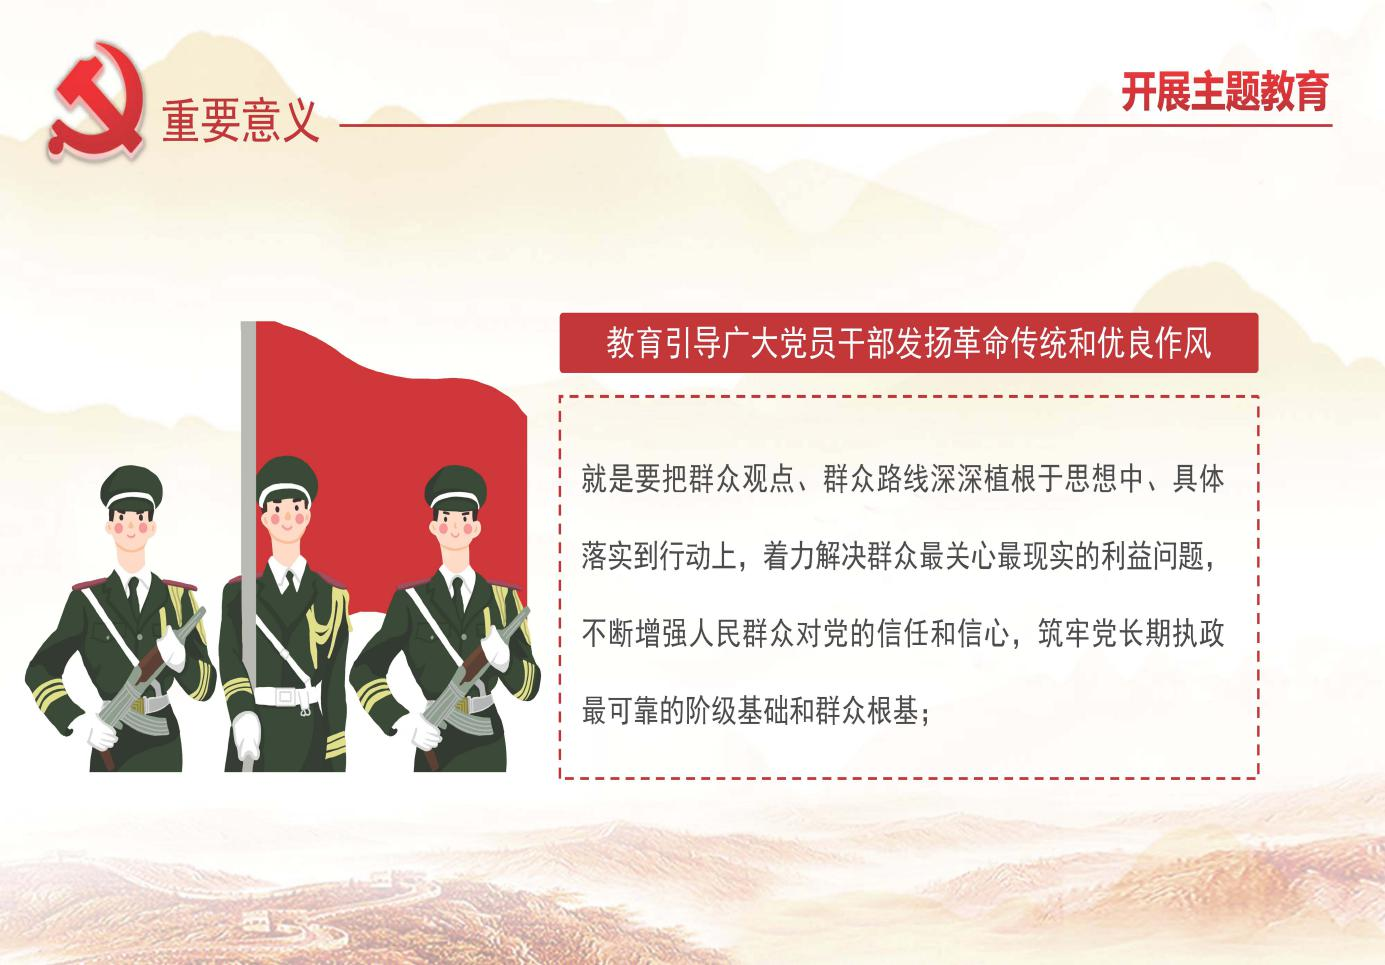 重要意义
开展主题教育
教育引导广大党员干部发扬革命传统和优良作风
就是要把群众观点、群众路线深深植根于思想中、具体
落实到行动上，着力解决群众最关心最现实的利益问题，
不断增强人民群众对党的信任和信心，筑牢党长期执政
最可靠的阶级基础和群众根基；